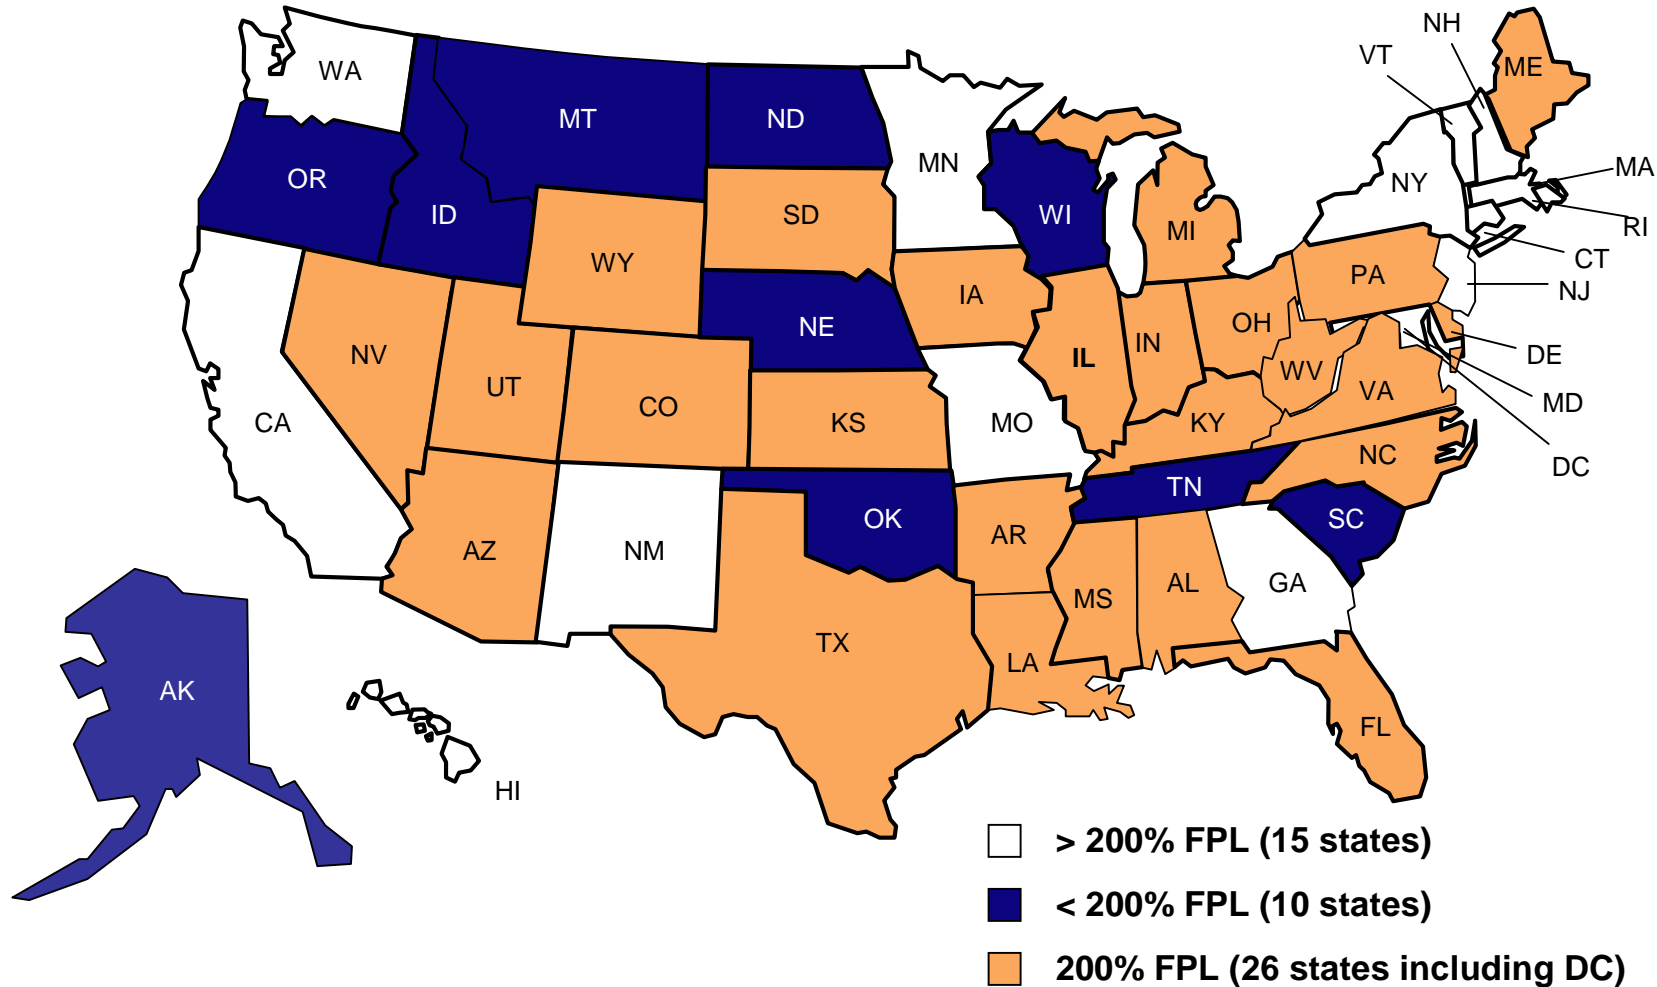 NH
VT
ME
WA
MT
ND
MN
OR
MA
NY
ID
SD
WI
MI
RI
WY
CT
PA
NJ
IA
NE
OH
IN
NV
IL
DE
UT
WV
VA
CO
MD
CA
KS
MO
KY
NC
DC
TN
OK
SC
AR
AZ
NM
GA
AL
MS
TX
LA
AK
FL
HI
> 200% FPL (15 states)
< 200% FPL (10 states)
200% FPL (26 states including DC)